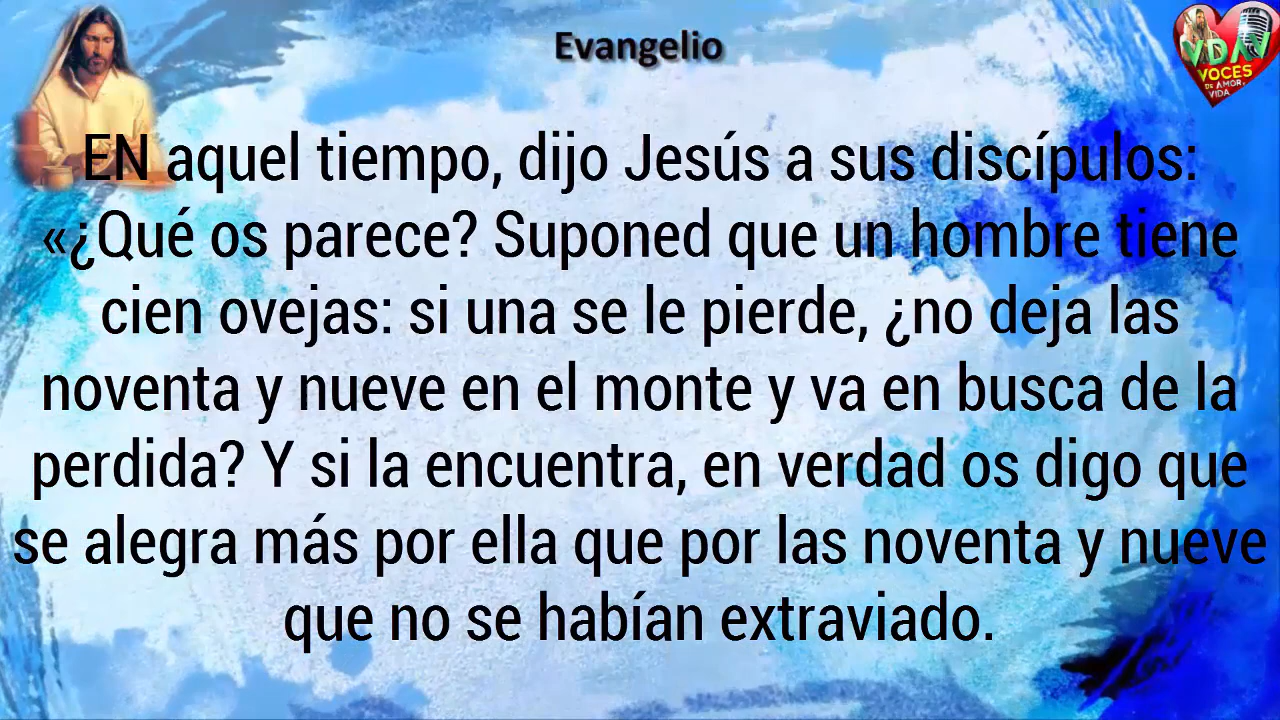 Evangelio
VDAV
VOCES
DE AMOR,
VIDA
EN aquel tiempo, dijo Jesús a sus discípulos:
«¿Qué os parece? Suponed que un hombre tiene
cien ovejas: si una se le pierde, ¿no deja las
noventa y nueve en el monte y va en busca de la
perdida? Y si la encuentra, en verdad os digo que
se alegra más por ella que por las noventa y nueve
que no se habían extraviado.